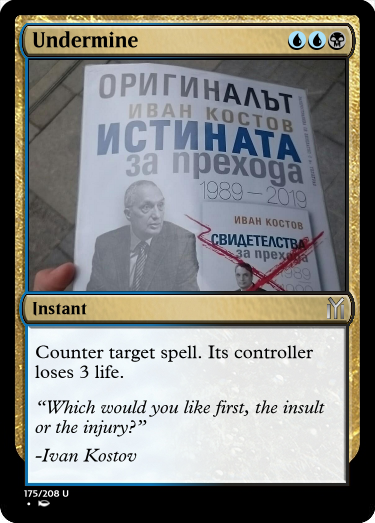 Undermine
ОРИГИНАЛЪТ
ИВАН КОСТОВ
ИСТИНАТА
за прехода
1989-2019
ИВАН КОСТОВ
СВИДЕТЕЛСТВА
за прехода
Instant
Counter target spell. Its controller
loses 3 life.
“Which would you like first, the insult
or the injury?”
-Ivan Kostov
175/208 U